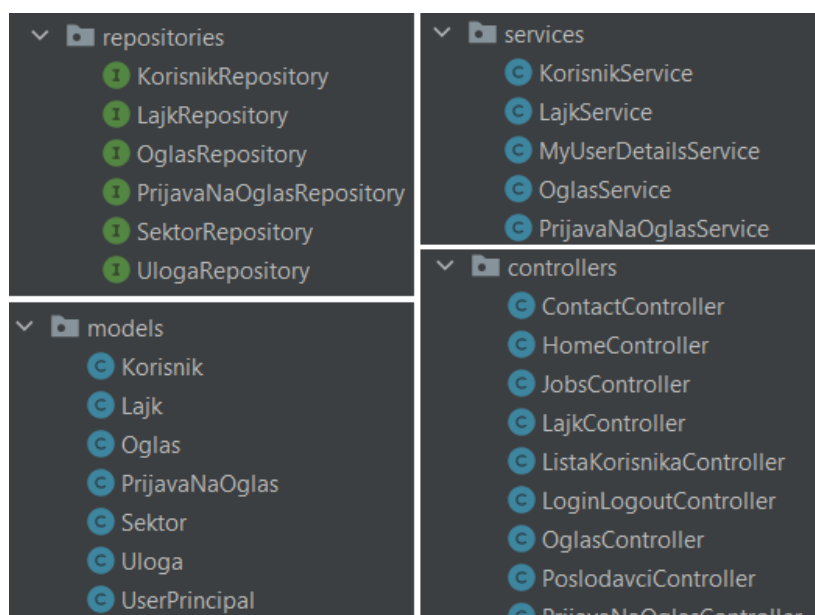 repositories
KorisnikRepository
LajkRepository
OglasRepository
PrijavaNaOglasRepository
SektorRepository
UlogaRepository
models
Korisnik
Lajk
Oglas
PrijavaNaOglas
Sektor
Uloga
UserPrincipal
services
KorisnikService
LajkService
MyUserDetailsService
OglasService
PrijavaNaOglasService
controllers
ContactController
HomeController
JobsController
LajkController
ListaKorisnikaController
LoginLogoutController
OglasController
PoslodavciController
PrijavaNaOglasController